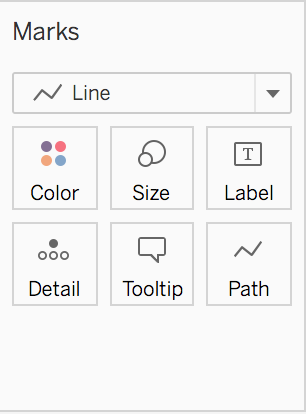 Marks
Line
Color Size Label
Detail Tooltip Path